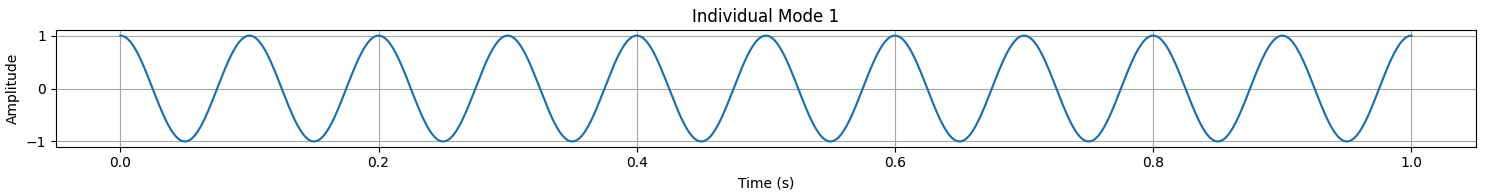 Individual Mode 1
Amplitude
1
0
−1
0.0 0.2 0.4 0.6 0.8 1.0
Time (s)